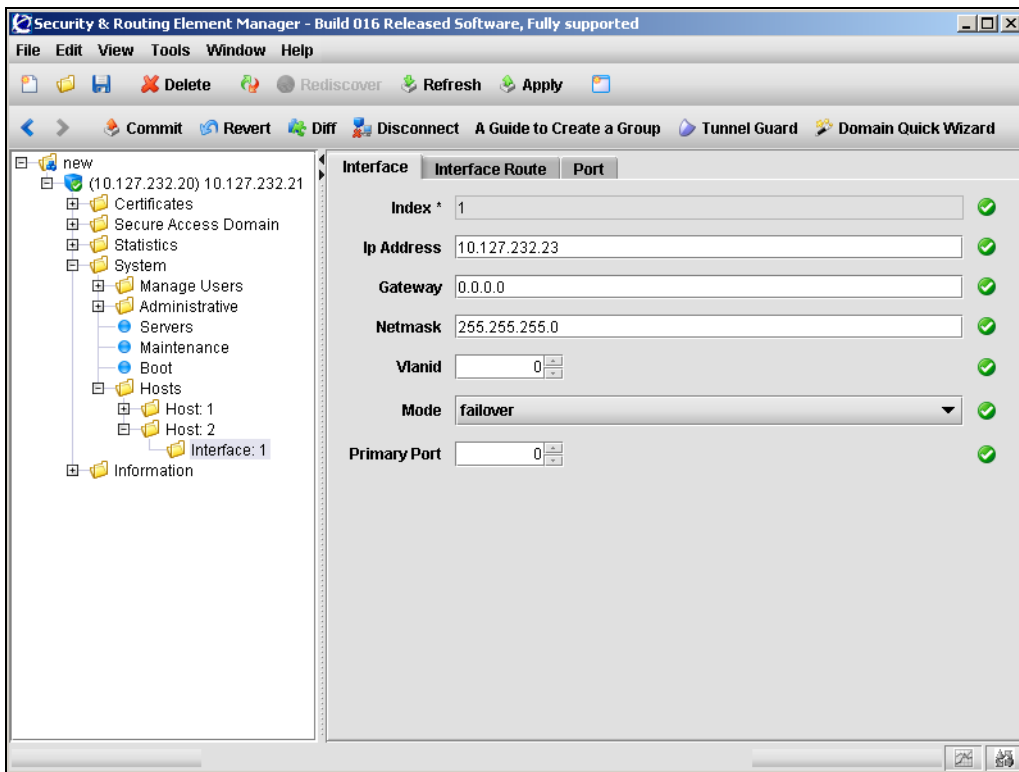 Security & Routing Element Manager - Build 016 Released Software, Fully supported
File Edit View Tools Window Help
Delete Rediscover Refresh Apply
Commit Revert Diff Disconnect A Guide to Create a Group Tunnel Guard Domain Quick Wizard
new
(10.127.232.20) 10.127.232.21
Certificates
Secure Access Domain
Statistics
System
Manage Users
Administrative
Servers
Maintenance
Boot
Hosts
Host: 1
Host: 2
Interface: 1
Information
Interface Interface Route Port
Index * 1
Ip Address 10.127.232.23
Gateway 0.0.0.0
Netmask 255.255.255.0
Vlanid 0
Mode failover
Primary Port 0